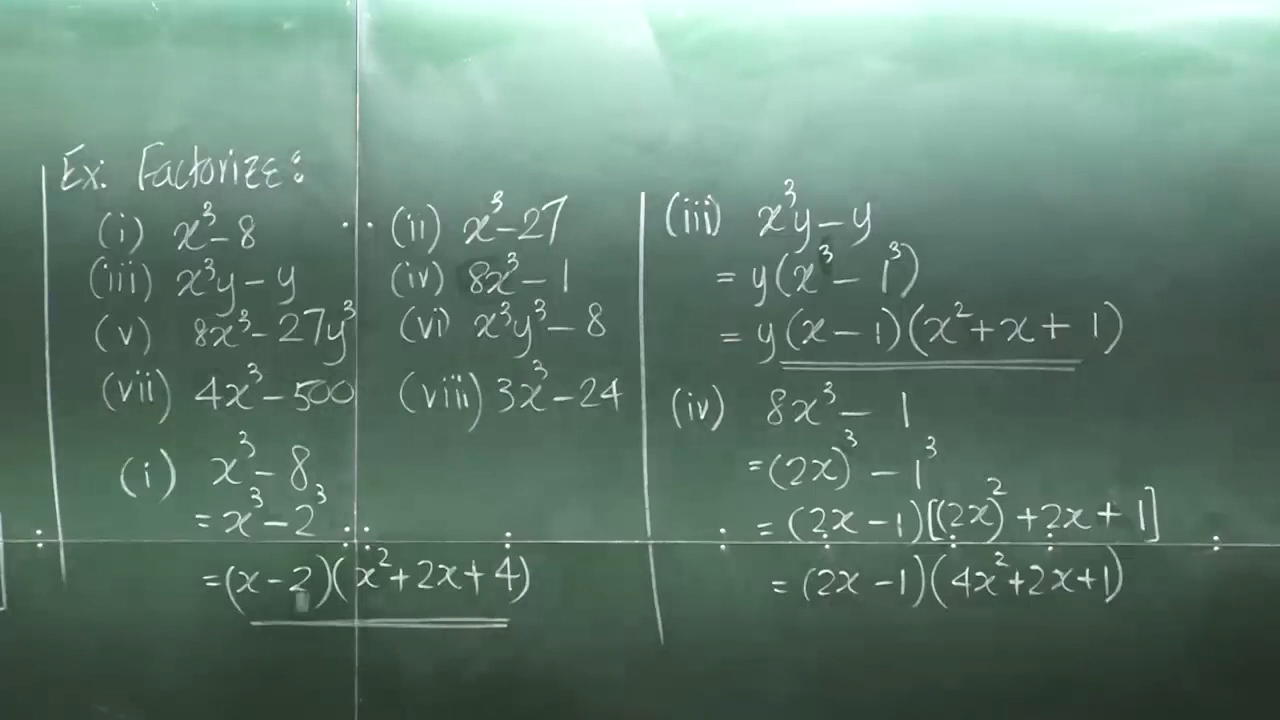 Ex: Factorize:
(i) x³-8 (ii) x³-27
(iii) x³y-y (iv) 8x³-1
(v) 8x³-27y³ (vi) x³y³-8
(vii) 4x³-500 (viii) 3x³-24
(i) x³-8
= x³-2³
=(x-2)(x²+2x+4)
(iii) x³y-y
= y(x³-1³)
= y(x-1)(x²+x+1)
(iv) 8x³-1
=(2x)³-1³
= (2x-1)[(2x)²+2x+1]
= (2x-1)(4x²+2x+1)